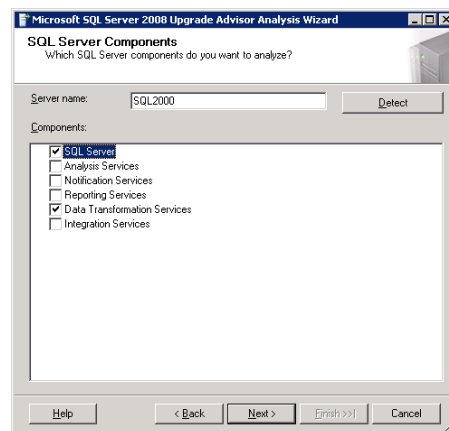 Microsoft SQL Server 2008 Upgrade Advisor Analysis Wizard
SQL Server Components
Which SQL Server components do you want to analyze?
Server name:
SQL2000
Detect
Components:
SQL Server
Analysis Services
Notification Services
Reporting Services
Data Transformation Services
Integration Services
Help
< Back
Next >
Finish >>|
Cancel